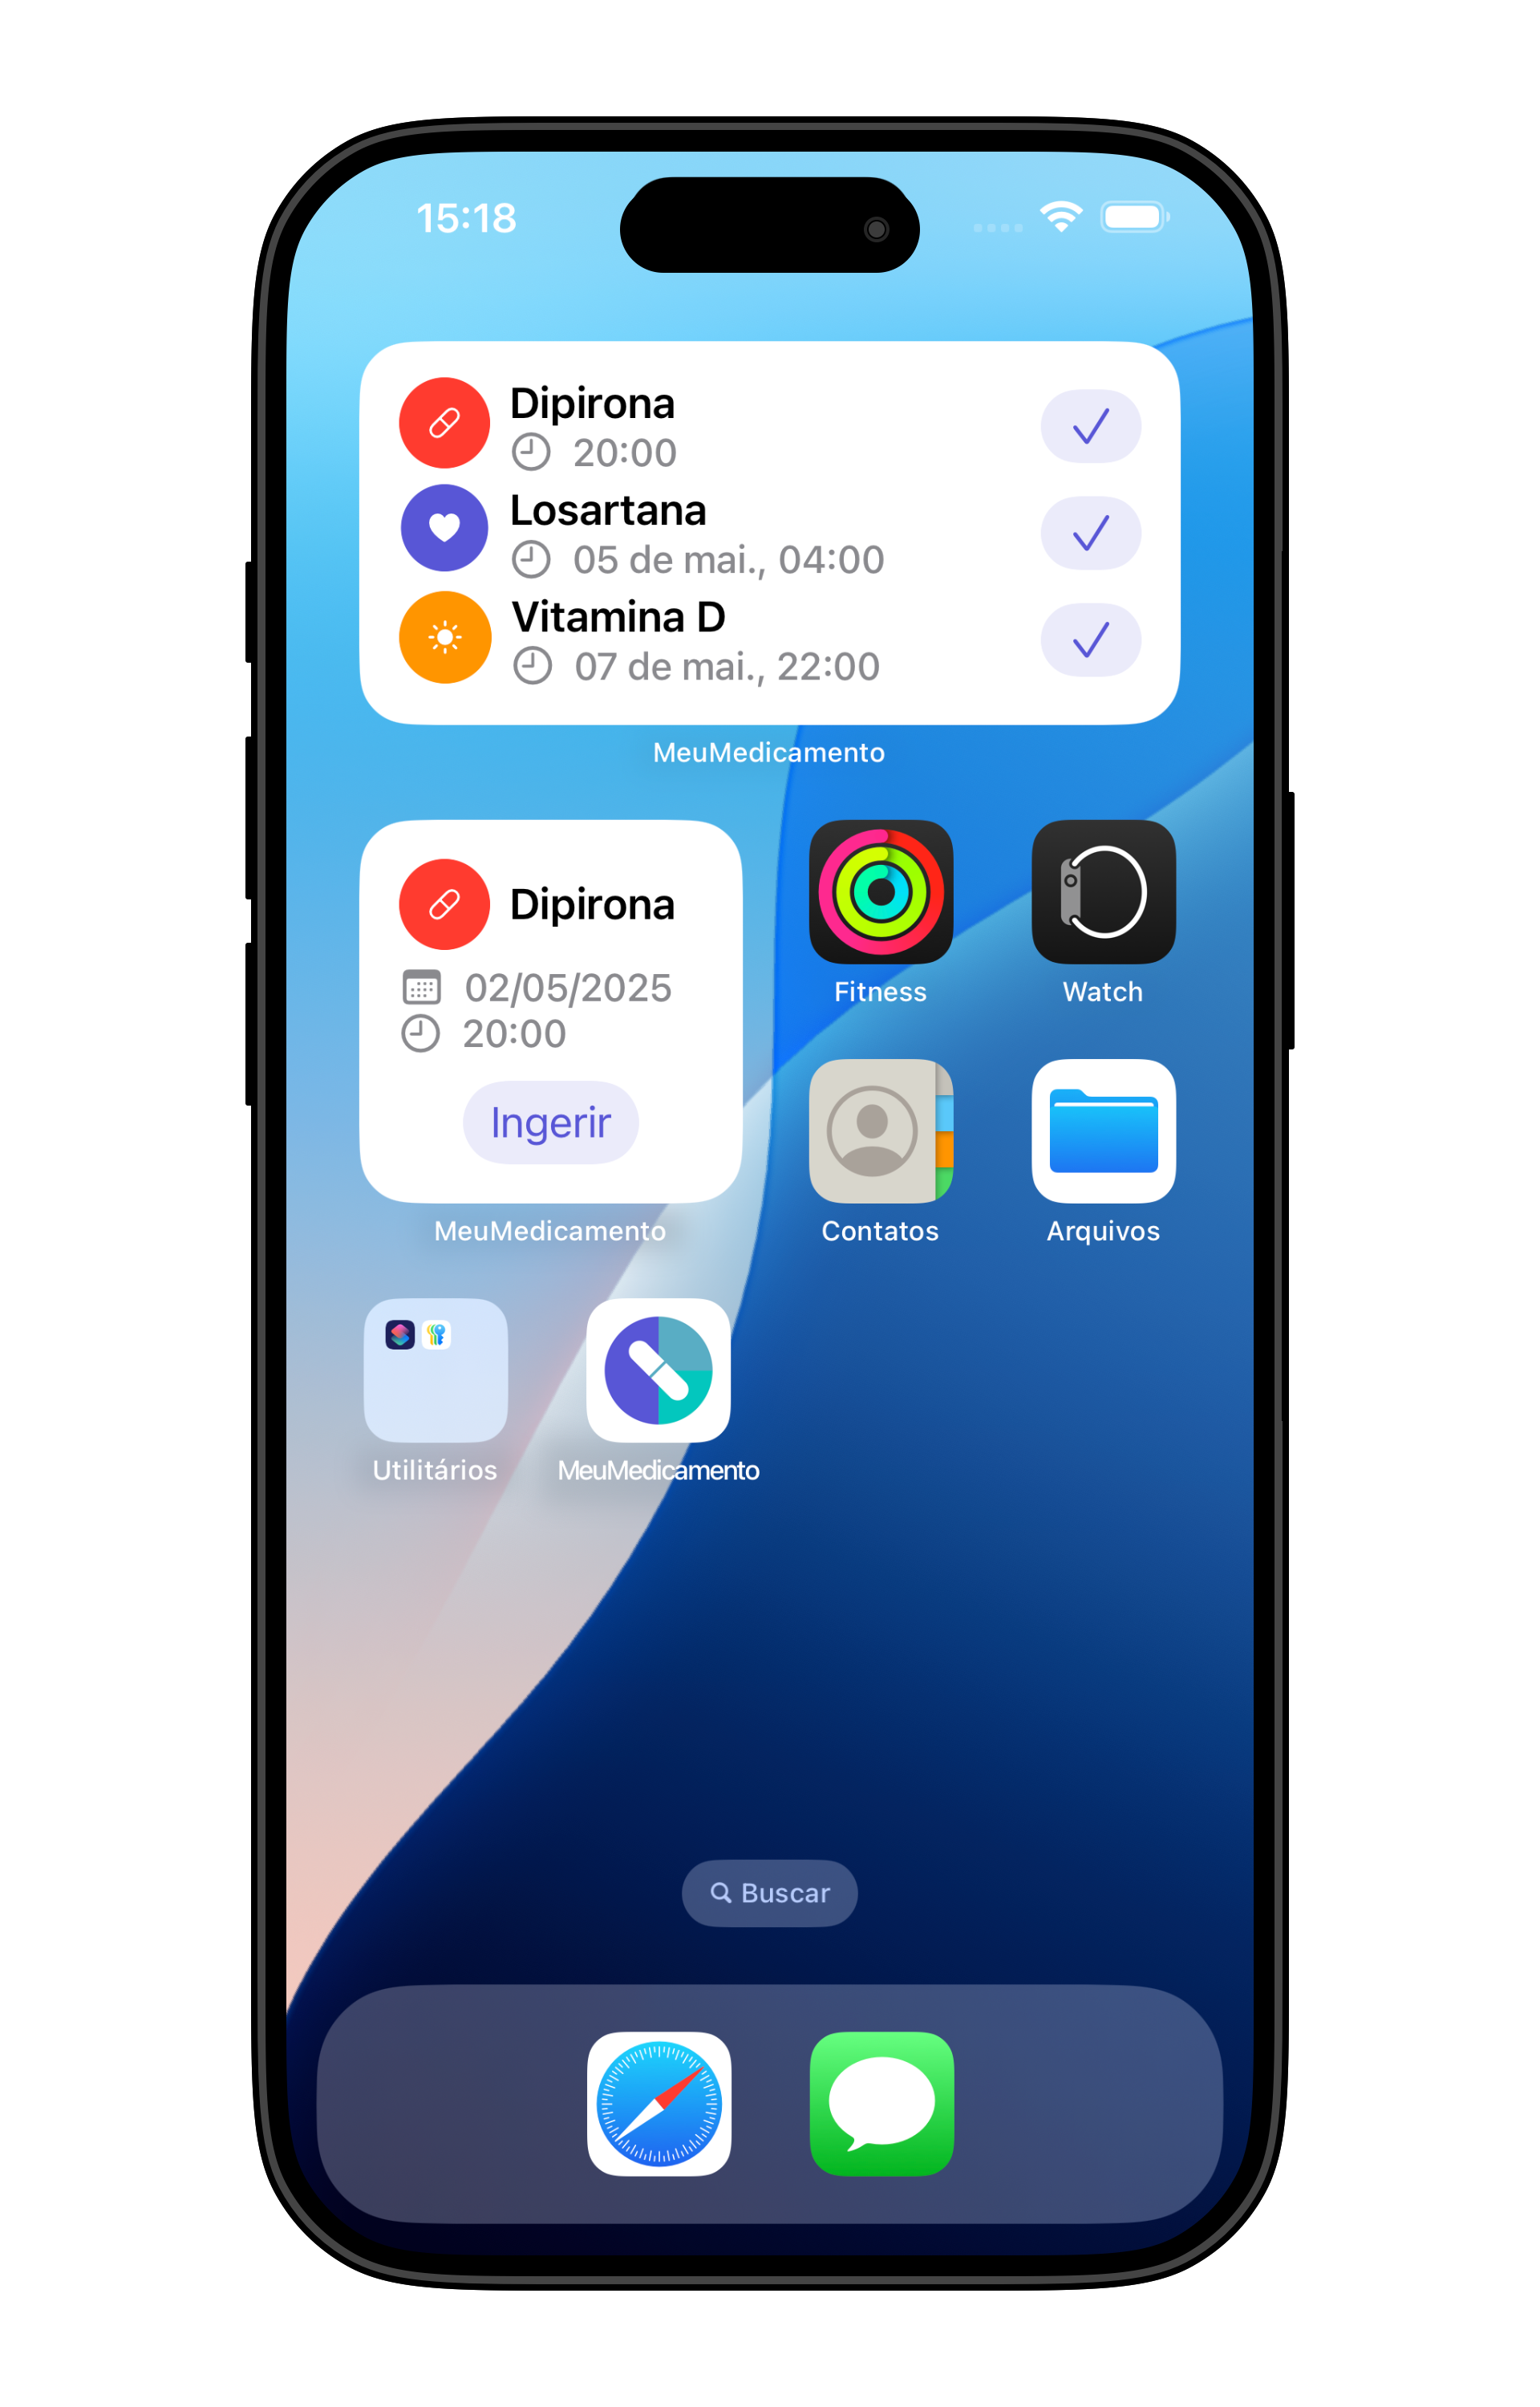 15:18
Dipirona
20:00
Losartana
05 de mai., 04:00
Vitamina D
07 de mai., 22:00
MeuMedicamento
Dipirona
02/05/2025
20:00
Ingerir
MeuMedicamento
Fitness
Watch
Contatos
Arquivos
Utilitários
MeuMedicamento
Buscar